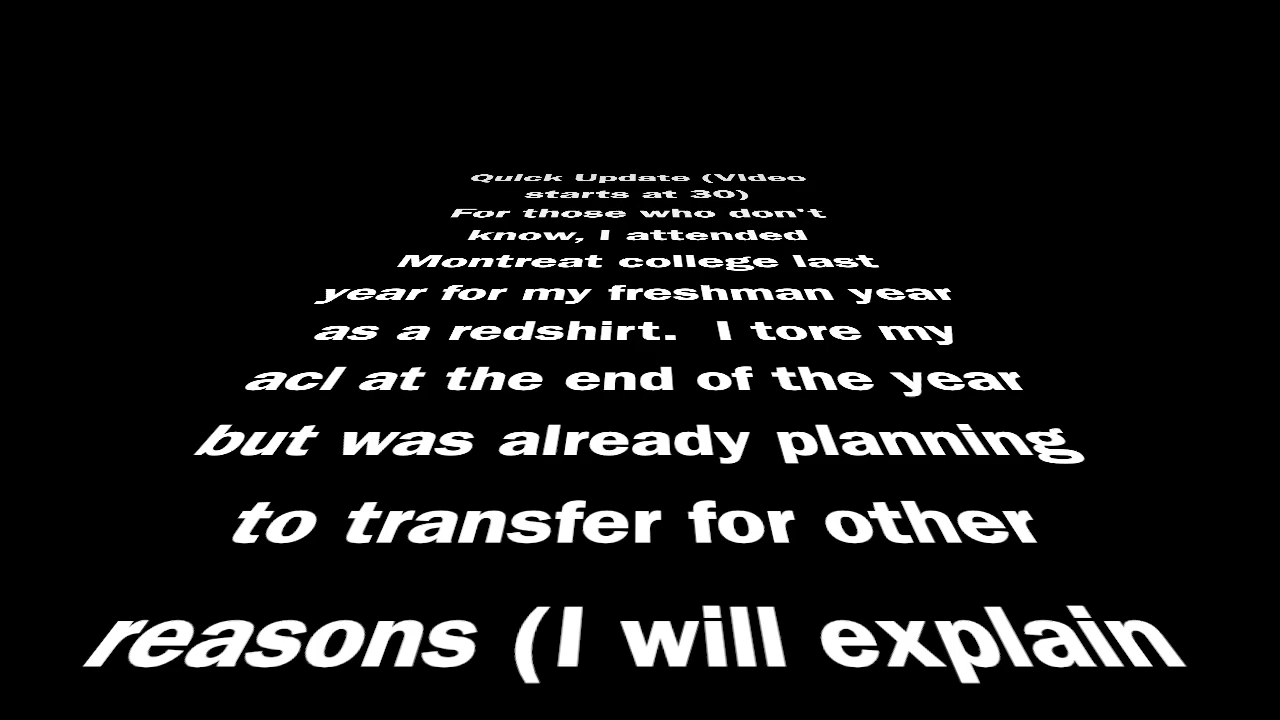 Quick Update (Video
starts at 30)
For those who don't
know, I attended
Montreat college last
year for my freshman year
as a redshirt.  I tore my
acl at the end of the year
but was already planning
to transfer for other
reasons (I will explain